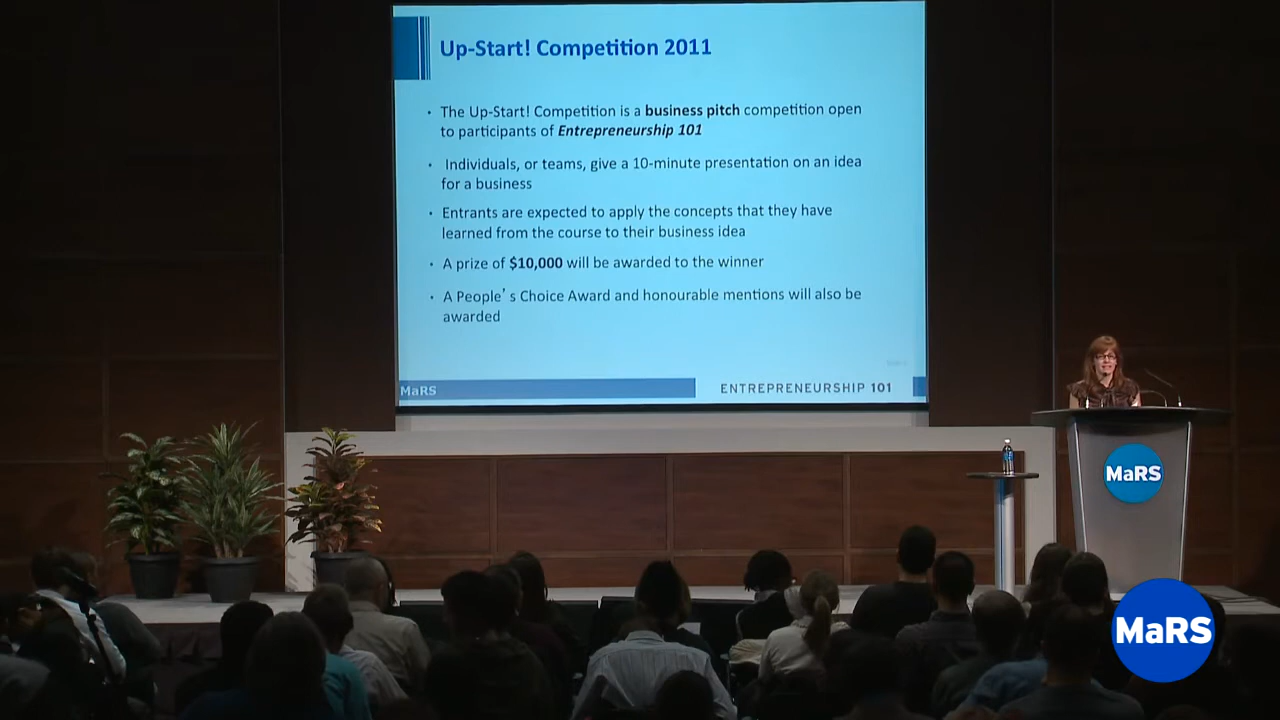 Up-Start! Competition 2011
• The Up-Start! Competition is a business pitch competition open
to participants of Entrepreneurship 101
• Individuals, or teams, give a 10-minute presentation on an idea
for a business
• Entrants are expected to apply the concepts that they have
learned from the course to their business idea
• A prize of $10,000 will be awarded to the winner
• A People’s Choice Award and honourable mentions will also be
awarded
MaRS
ENTREPRENEURSHIP 101
MaRS
MaRS